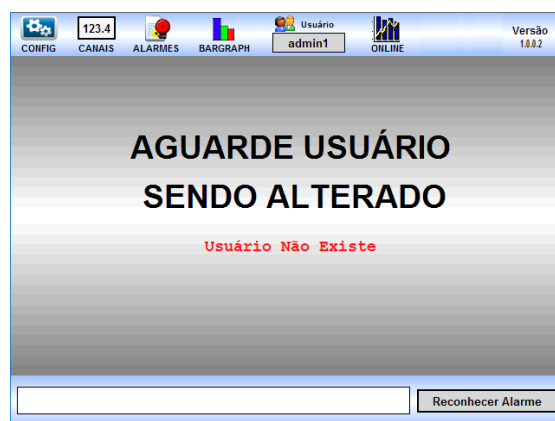 123.4
Usuário
admin1
Versão
1.0.0.2
CONFIG
CANAIS
ALARMES
BARGRAPH
ONLINE
AGUARDE USUÁRIO
SENDO ALTERADO
Usuário Não Existe
Reconhecer Alarme